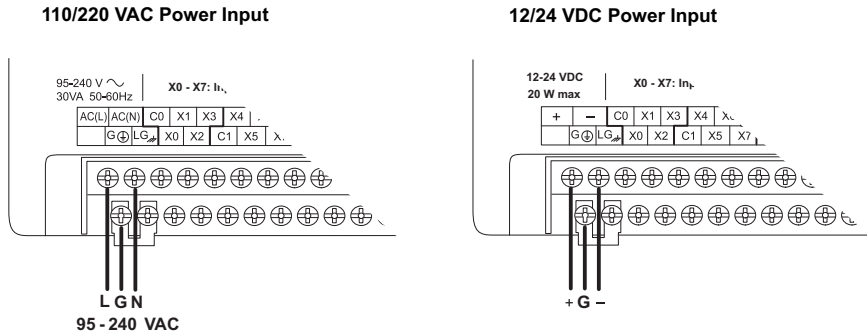 110/220 VAC Power Input
95-240 V
30VA 50-60Hz
X0 - X7:
AC(L) AC(N) C0 X1 X3 X4
G LG X0 X2 C1 X5
L G N
95 - 240 VAC
12/24 VDC Power Input
12-24 VDC
20 W max
X0 - X7:
+ – C0 X1 X3 X4
G LG X0 X2 C1 X5 X7
+ G –